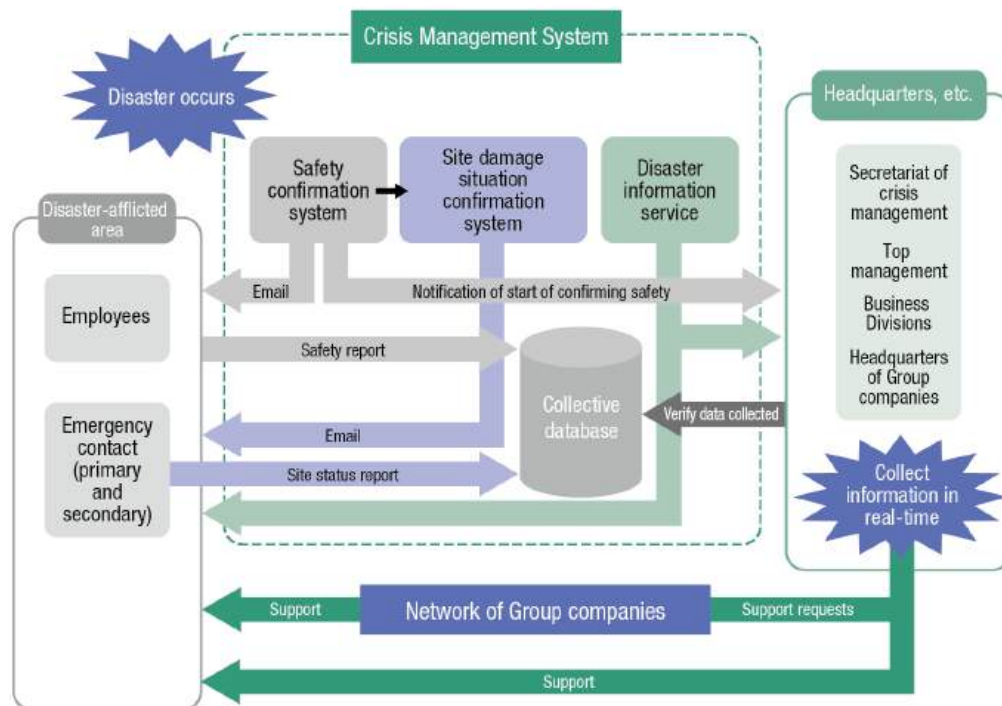 Crisis Management System
Disaster occurs
Headquarters, etc.
Safety
confirmation
system
Site damage
situation
confirmation
system
Disaster
information
service
Secretariat of
crisis
management
Top
management
Business
Divisions
Headquarters
of Group
companies
Disaster-afflicted
area
Employees
Emergency
contact
(primary
and
secondary)
Email
Notification of start of confirming safety
Safety report
Collective
database
Verify data collected
Email
Site status report
Collect
information in
real-time
Support
Network of Group companies
Support requests
Support